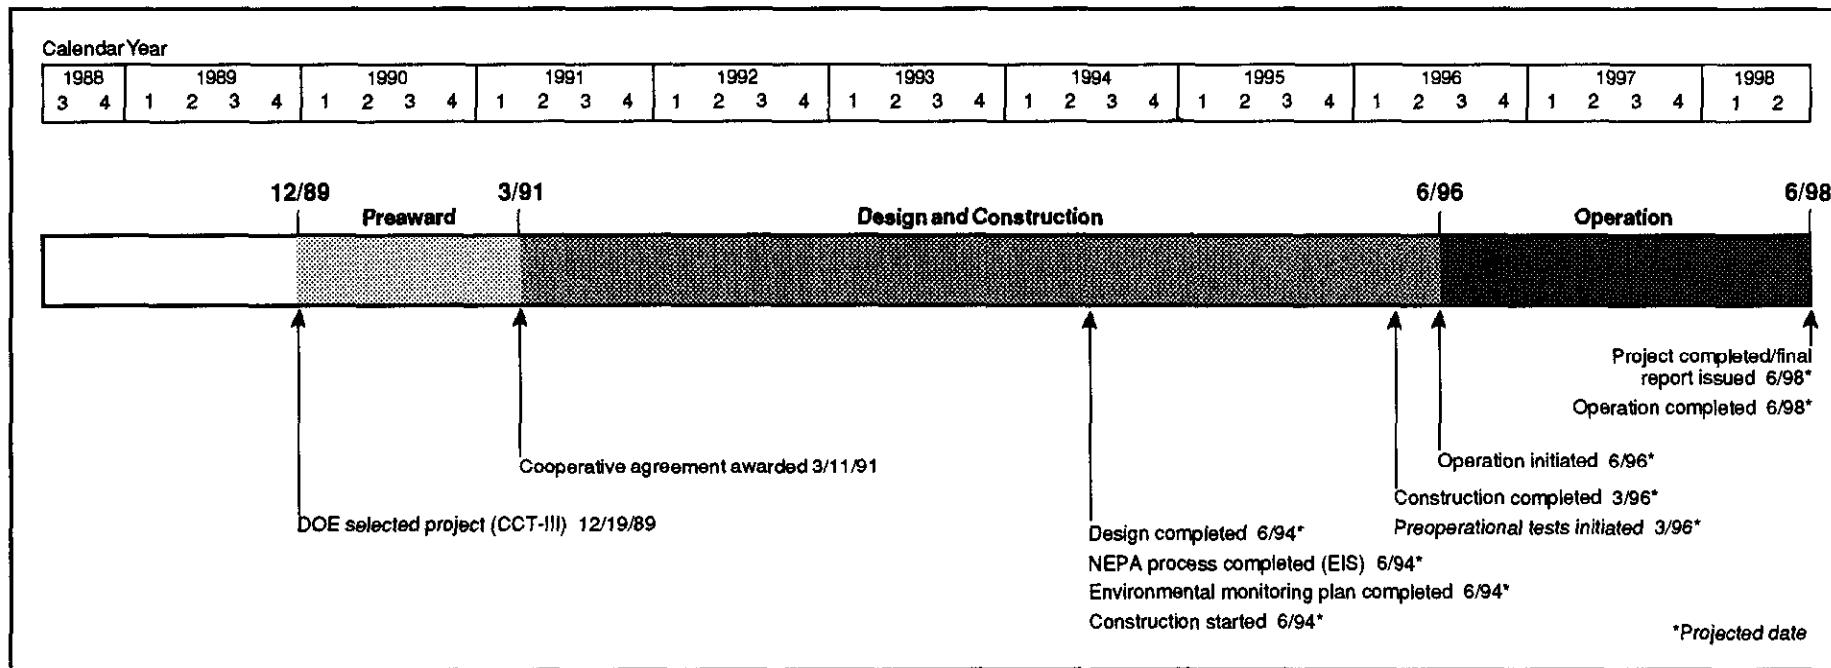 Calendar Year
1988 1989 1990 1991 1992 1993 1994 1995 1996 1997 1998
3 4 1 2 3 4 1 2 3 4 1 2 3 4 1 2 3 4 1 2 3 4 1 2 3 4 1 2 3 4 1 2 3 4 1 2 3 4 1 2
12/89 3/91 6/96 6/98
Preaward Design and Construction Operation
Project completed/final
report issued 6/98*
Operation completed 6/98*
Cooperative agreement awarded 3/11/91
Operation initiated 6/96*
Construction completed 3/96*
Preoperational tests initiated 3/96*
DOE selected project (CCT-III) 12/19/89
Design completed 6/94*
NEPA process completed (EIS) 6/94*
Environmental monitoring plan completed 6/94*
Construction started 6/94*
*Projected date